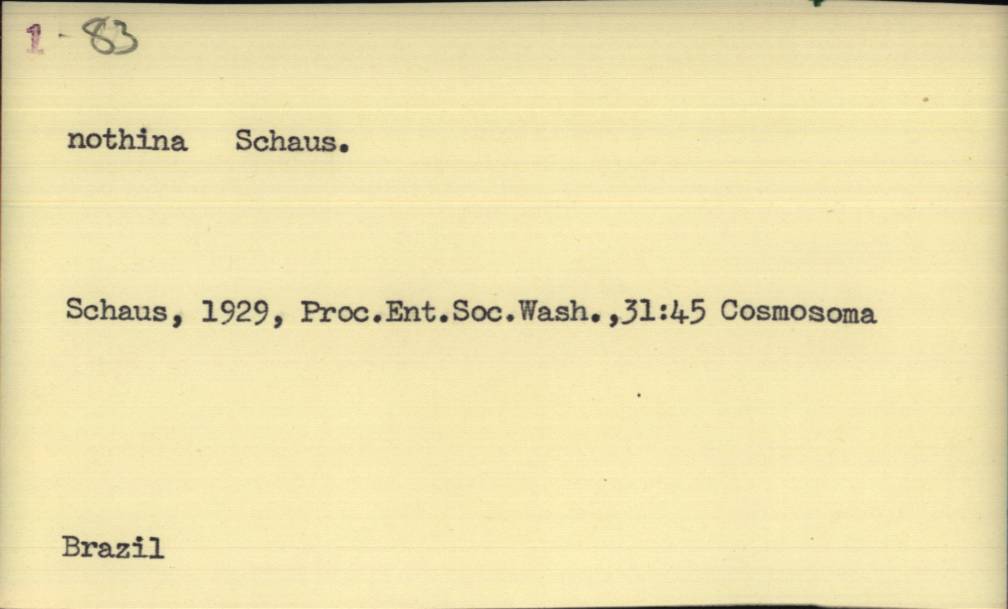 1 - 83
nothina Schaus.
Schaus, 1929, Proc.Ent.Soc.Wash.,31:45 Cosmosoma
Brazil